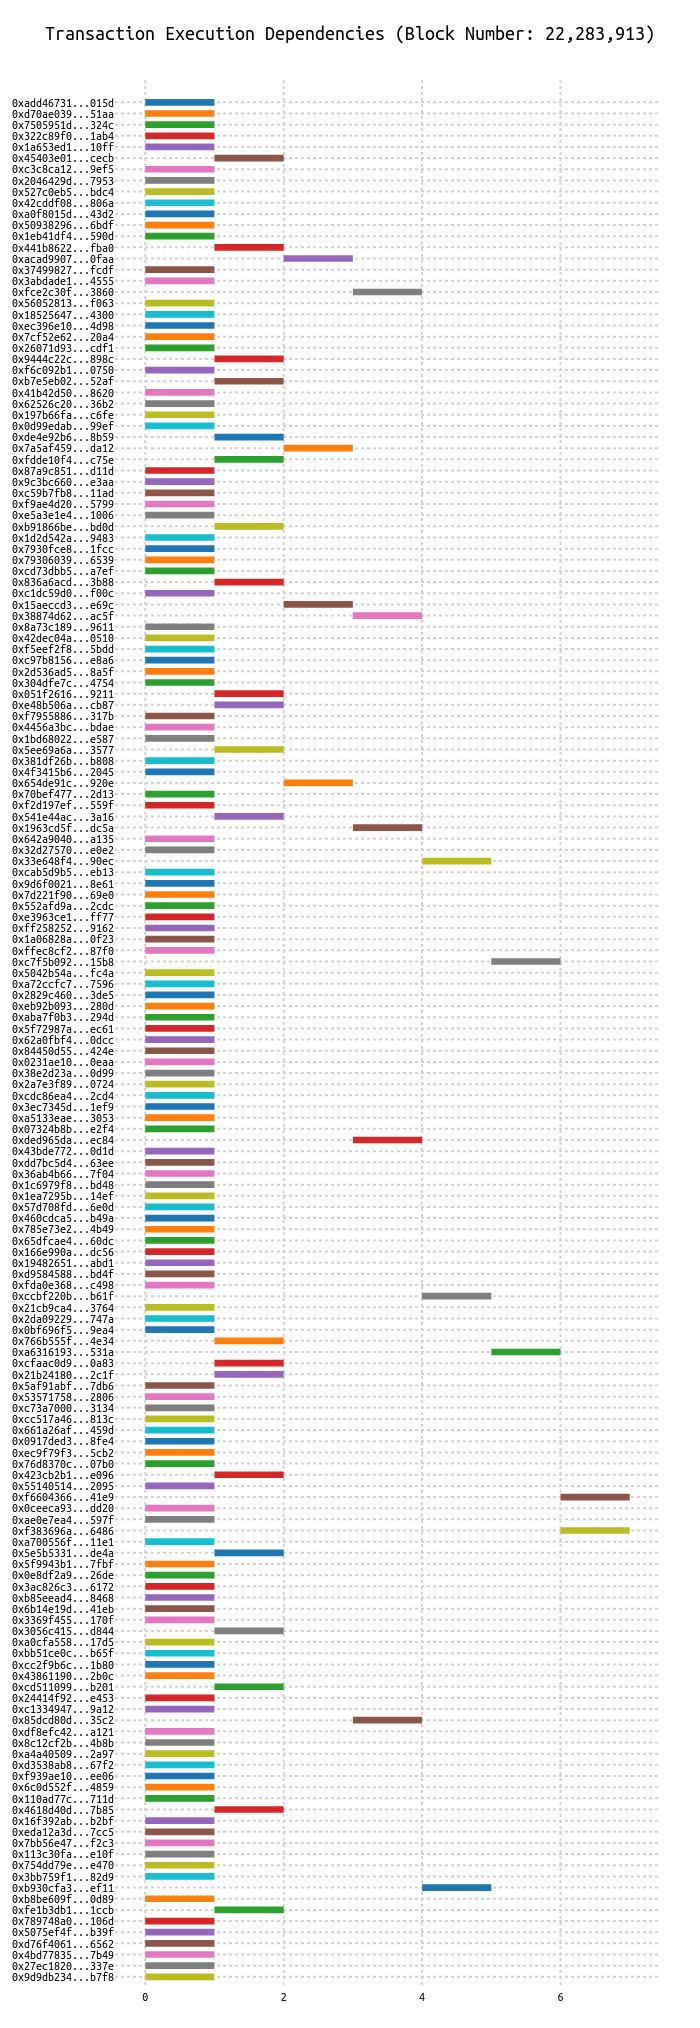 Transaction Execution Dependencies (Block Number: 22,283,913)
0xadd46731...015d
0xd70ae039...51aa
0x7505951d...324c
0x322c89f0...1ab4
0x1a653ed1...10ff
0x45403e01...cecb
0xc3c8ca12...9ef5
0x2046429d...7953
0x527c0eb5...bdc4
0x42cddf08...806a
0xa0f8015d...43d2
0x50938296...6bdf
0x1eb41df4...590d
0x441b8622...fba0
0xacad9907...0faa
0x37499827...fcdf
0x3abdade1...4555
0xfce2c30f...3860
0x56052813...f063
0x18525647...4300
0xec396e10...4d98
0x7cf52e62...20a4
0x26071d93...cdf1
0x9444c22c...898c
0xf6c092b1...0750
0xb7e5eb02...52af
0x41b42d50...8620
0x62526c20...36b2
0x197b66fa...c6fe
0x0d99edab...99ef
0xde4e92b6...8b59
0x7a5af459...da12
0xfdde10f4...c75e
0x87a9c851...d11d
0x9c3bc660...e3aa
0xc59b7fb8...11ad
0xf9ae4d20...5799
0xe5a3e1e4...1006
0xb91866be...bd0d
0x1d2d542a...9483
0x7930fce8...1fcc
0x79306039...6539
0xcd73dbb5...a7ef
0x836a6acd...3b88
0xc1dc59d0...f00c
0x15aeccd3...e69c
0x38874d62...ac5f
0x8a73c189...9611
0x42dec04a...0510
0xf5eef2f8...5bdd
0xc97b8156...e8a6
0x2d536ad5...8a5f
0x304dfe7c...4754
0x051f2616...9211
0xe48b506a...cb87
0xf7955886...317b
0x4456a3bc...bdae
0x1bd68022...e587
0x5ee69a6a...3577
0x381df26b...b808
0x4f3415b6...2045
0x654de91c...920e
0x70bef477...2d13
0xf2d197ef...559f
0x541e44ac...3a16
0x1963cd5f...dc5a
0x642a9040...a135
0x32d27570...e0e2
0x33e648f4...90ec
0xcab5d9b5...eb13
0x9d6f0021...8e61
0x7d221f90...69e0
0x552afd9a...2cdc
0xe3963ce1...ff77
0xff258252...9162
0x1a06828a...0f23
0xffec8cf2...87f0
0xc7f5b092...15b8
0x5042b54a...fc4a
0xa72ccfc7...7596
0x2829c460...3de5
0xeb92b093...280d
0xaba7f0b3...294d
0x5f72987a...ec61
0x62a0fbf4...0dcc
0x84450d55...424e
0x0231ae10...0eaa
0x38e2d23a...0d99
0x2a7e3f89...0724
0xcdc86ea4...2cd4
0x3ec7345d...1ef9
0xa5133eae...3053
0x07324b8b...e2f4
0xded965da...ec84
0x43bde772...0d1d
0xdd7bc5d4...63ee
0x36ab4b66...7f04
0x1c6979f8...bd48
0x1ea7295b...14ef
0x57d708fd...6e0d
0x460cdca5...b49a
0x785e73e2...4b49
0x65dfcae4...60dc
0x166e990a...dc56
0x19482651...abd1
0xd9584588...bd4f
0xfda0e368...c498
0xccbf220b...b61f
0x21cb9ca4...3764
0x2da09229...747a
0x0bf696f5...9ea4
0x766b555f...4e34
0xa6316193...531a
0xcfaac0d9...0a83
0x21b24180...2c1f
0x5af91abf...7db6
0x53571758...2806
0xc73a7000...3134
0xcc517a46...813c
0x661a26af...459d
0x0917ded3...8fe4
0xec9f79f3...5cb2
0x76d8370c...07b0
0x423cb2b1...e096
0x55140514...2095
0xf6604366...41e9
0x0ceeca93...dd20
0xae0e7ea4...597f
0xf383696a...6486
0xa700556f...11e1
0x5e5b5331...de4a
0x5f9943b1...7fbf
0x0e8df2a9...26de
0x3ac826c3...6172
0xb85eead4...8468
0x6b14e19d...41eb
0x3369f455...170f
0x3056c415...d844
0xa0cfa558...17d5
0xbb51ce0c...b65f
0xcc2f9b6c...1b80
0x43861190...2b0c
0xcd511099...b201
0x24414f92...e453
0xc1334947...9a12
0x85dcd80d...35c2
0xdf8efc42...a121
0x8c12cf2b...4b8b
0xa4a40509...2a97
0xd3538ab8...67f2
0xf939ae10...ee06
0x6c0d552f...4859
0x110ad77c...711d
0x4618d40d...7b85
0x16f392ab...b2bf
0xeda12a3d...7cc5
0x7bb56e47...f2c3
0x113c30fa...e10f
0x754dd79e...e470
0x3bb759f1...82d9
0xb930cfa3...ef11
0xb8be609f...0d89
0xfe1b3db1...1ccb
0x789748a0...106d
0x5075ef4f...b39f
0xd76f4061...6562
0x4bd77835...7b49
0x27ec1820...337e
0x9d9db234...b7f8
0 2 4 6